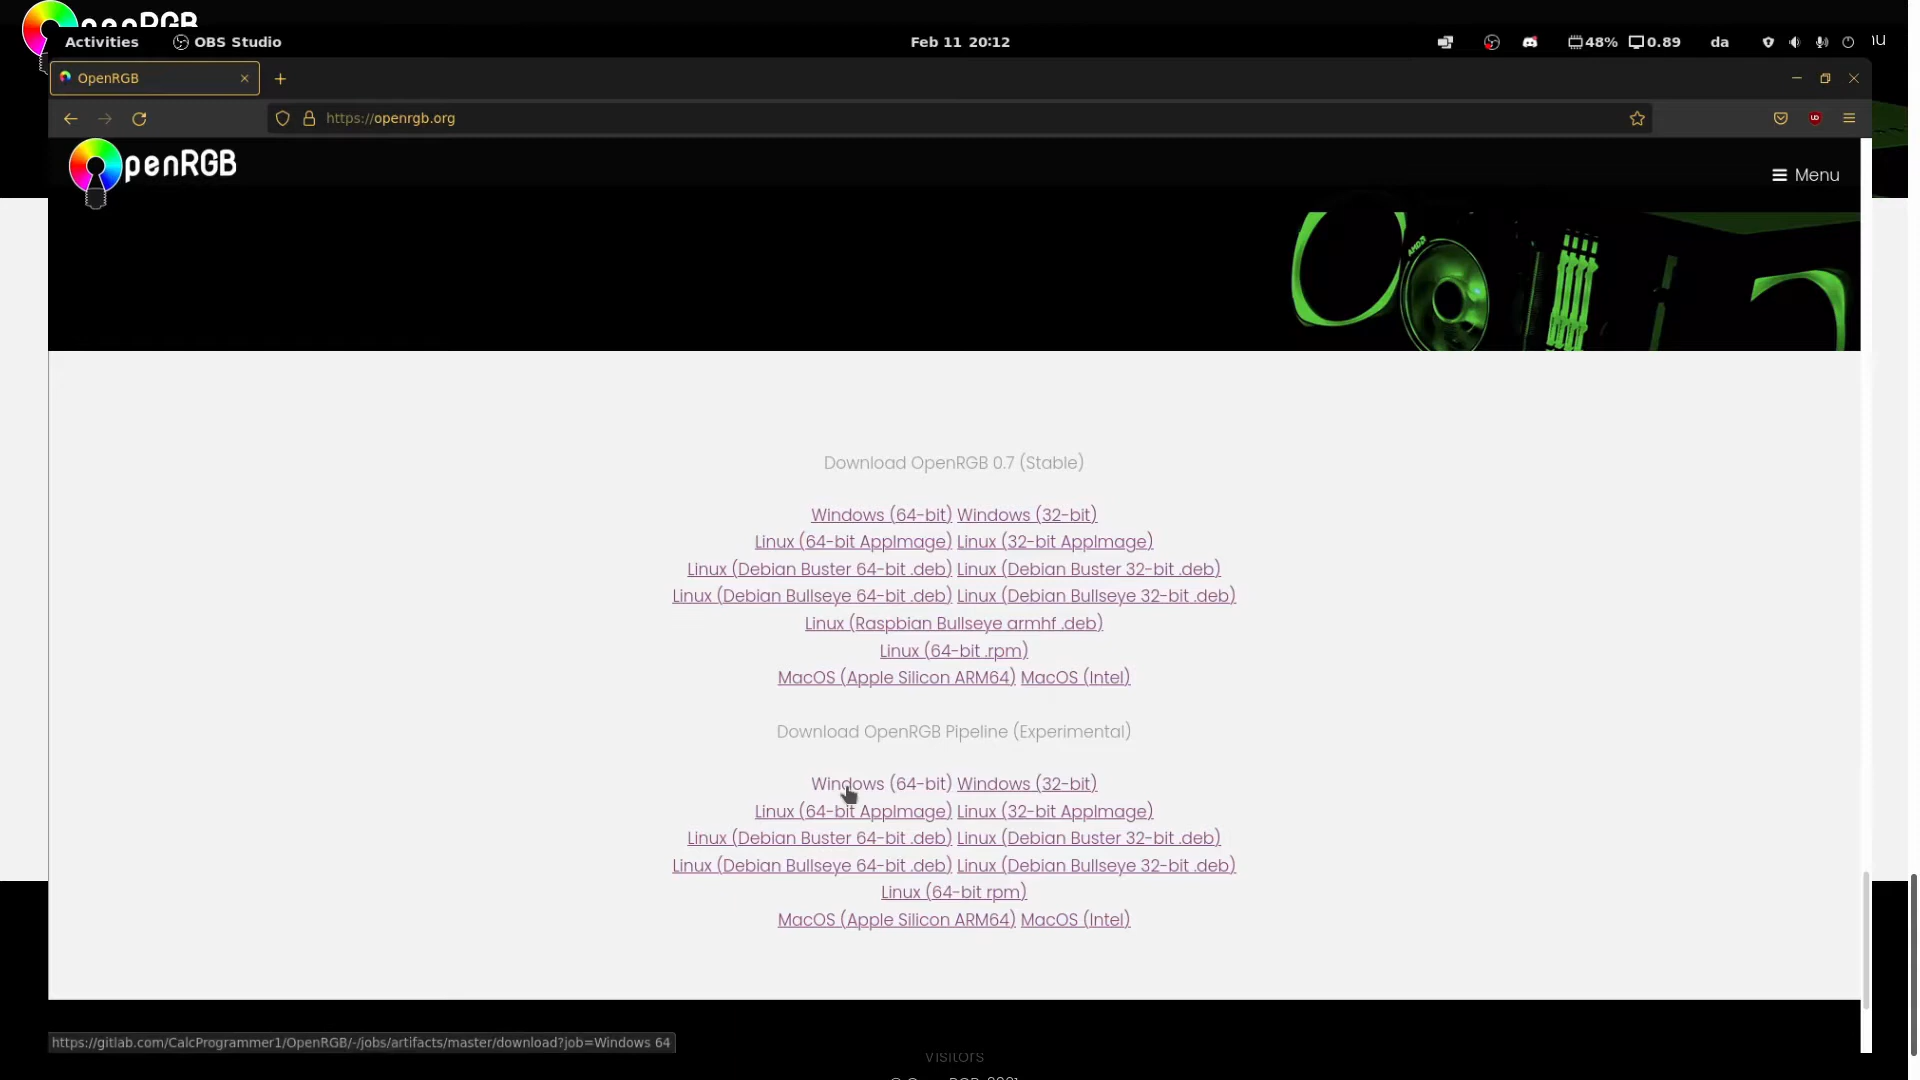 penRGB
Activities OBS Studio Feb 11 20:12 48% 0.89 da nu
OpenRGB
https://openrgb.org
penRGB
Menu
AMD
Download OpenRGB 0.7 (Stable)
Windows (64-bit) Windows (32-bit)
Linux (64-bit AppImage) Linux (32-bit AppImage)
Linux (Debian Buster 64-bit .deb) Linux (Debian Buster 32-bit .deb)
Linux (Debian Bullseye 64-bit .deb) Linux (Debian Bullseye 32-bit .deb)
Linux (Raspbian Bullseye armhf .deb)
Linux (64-bit .rpm)
MacOS (Apple Silicon ARM64) MacOS (Intel)
Download OpenRGB Pipeline (Experimental)
Windows (64-bit) Windows (32-bit)
Linux (64-bit AppImage) Linux (32-bit AppImage)
Linux (Debian Buster 64-bit .deb) Linux (Debian Buster 32-bit .deb)
Linux (Debian Bullseye 64-bit .deb) Linux (Debian Bullseye 32-bit .deb)
Linux (64-bit rpm)
MacOS (Apple Silicon ARM64) MacOS (Intel)
https://gitlab.com/CalcProgrammer1/OpenRGB/-/jobs/artifacts/master/download?job=Windows 64
Visitors
© OpenRGB 2021